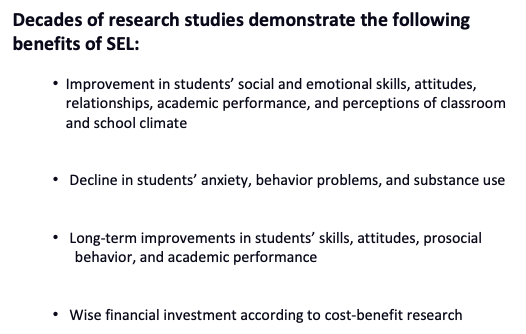 Decades of research studies demonstrate the following
benefits of SEL:
• Improvement in students’ social and emotional skills, attitudes,
relationships, academic performance, and perceptions of classroom
and school climate
• Decline in students’ anxiety, behavior problems, and substance use
• Long-term improvements in students’ skills, attitudes, prosocial
behavior, and academic performance
• Wise financial investment according to cost-benefit research